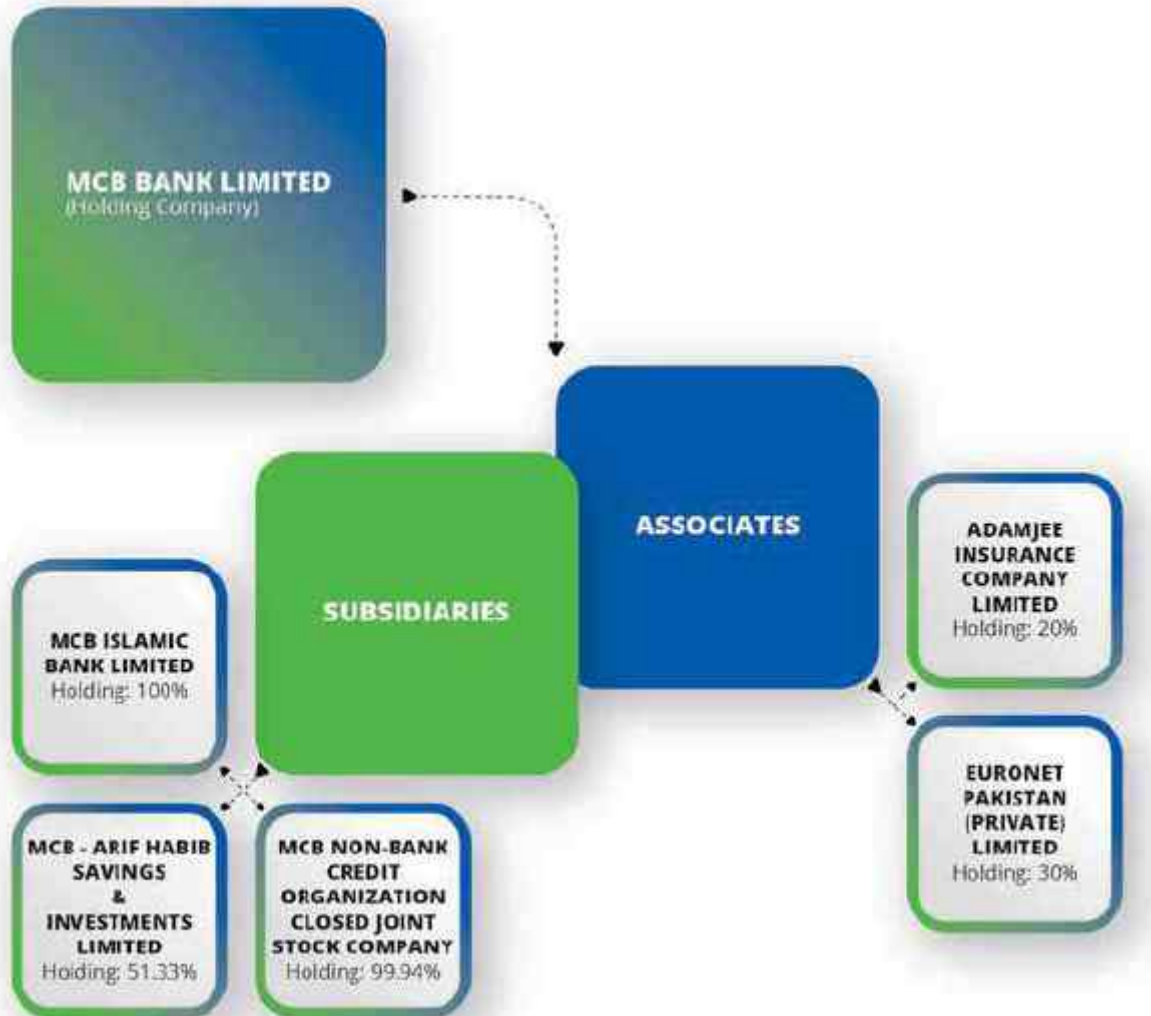 MCB BANK LIMITED
(Holding Company)
ASSOCIATES
SUBSIDIARIES
ADAMJEE
INSURANCE
COMPANY
LIMITED
Holding: 20%
MCB ISLAMIC
BANK LIMITED
Holding: 100%
EURONET
PAKISTAN
(PRIVATE)
LIMITED
Holding: 30%
MCB - ARIF HABIB
SAVINGS
&
INVESTMENTS
LIMITED
Holding: 51.33%
MCB NON-BANK
CREDIT
ORGANIZATION
CLOSED JOINT
STOCK COMPANY
Holding: 99.94%